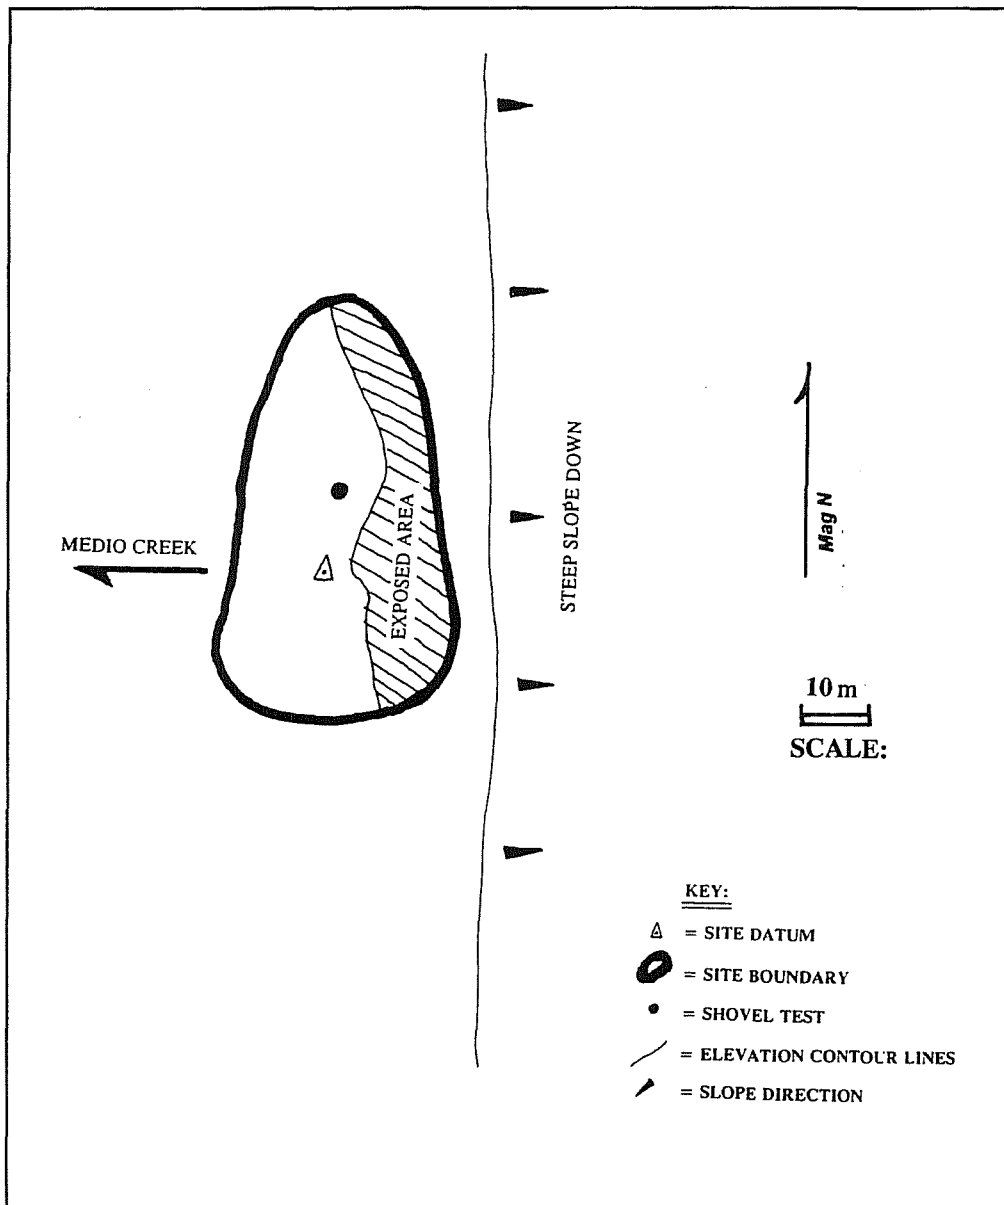 MEDIO CREEK
EXPOSED AREA
STEEP SLOPE DOWN
Mag N
10 m
SCALE:
KEY:
= SITE DATUM
= SITE BOUNDARY
= SHOVEL TEST
= ELEVATION CONTOUR LINES
= SLOPE DIRECTION